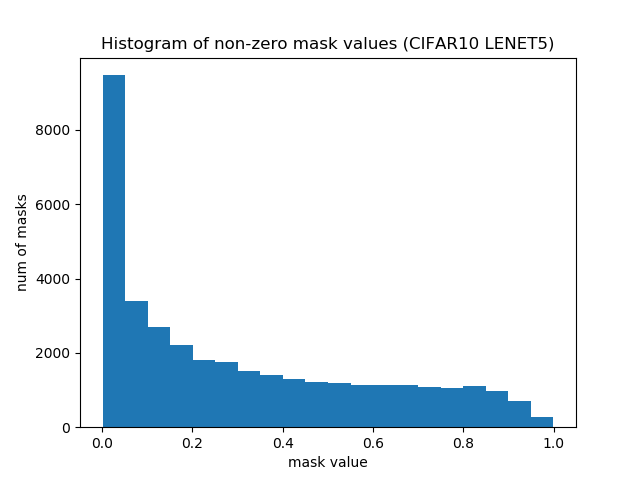 Histogram of non-zero mask values (CIFAR10 LENET5)
8000
6000
4000
2000
0
num of masks
0.0 0.2 0.4 0.6 0.8 1.0
mask value